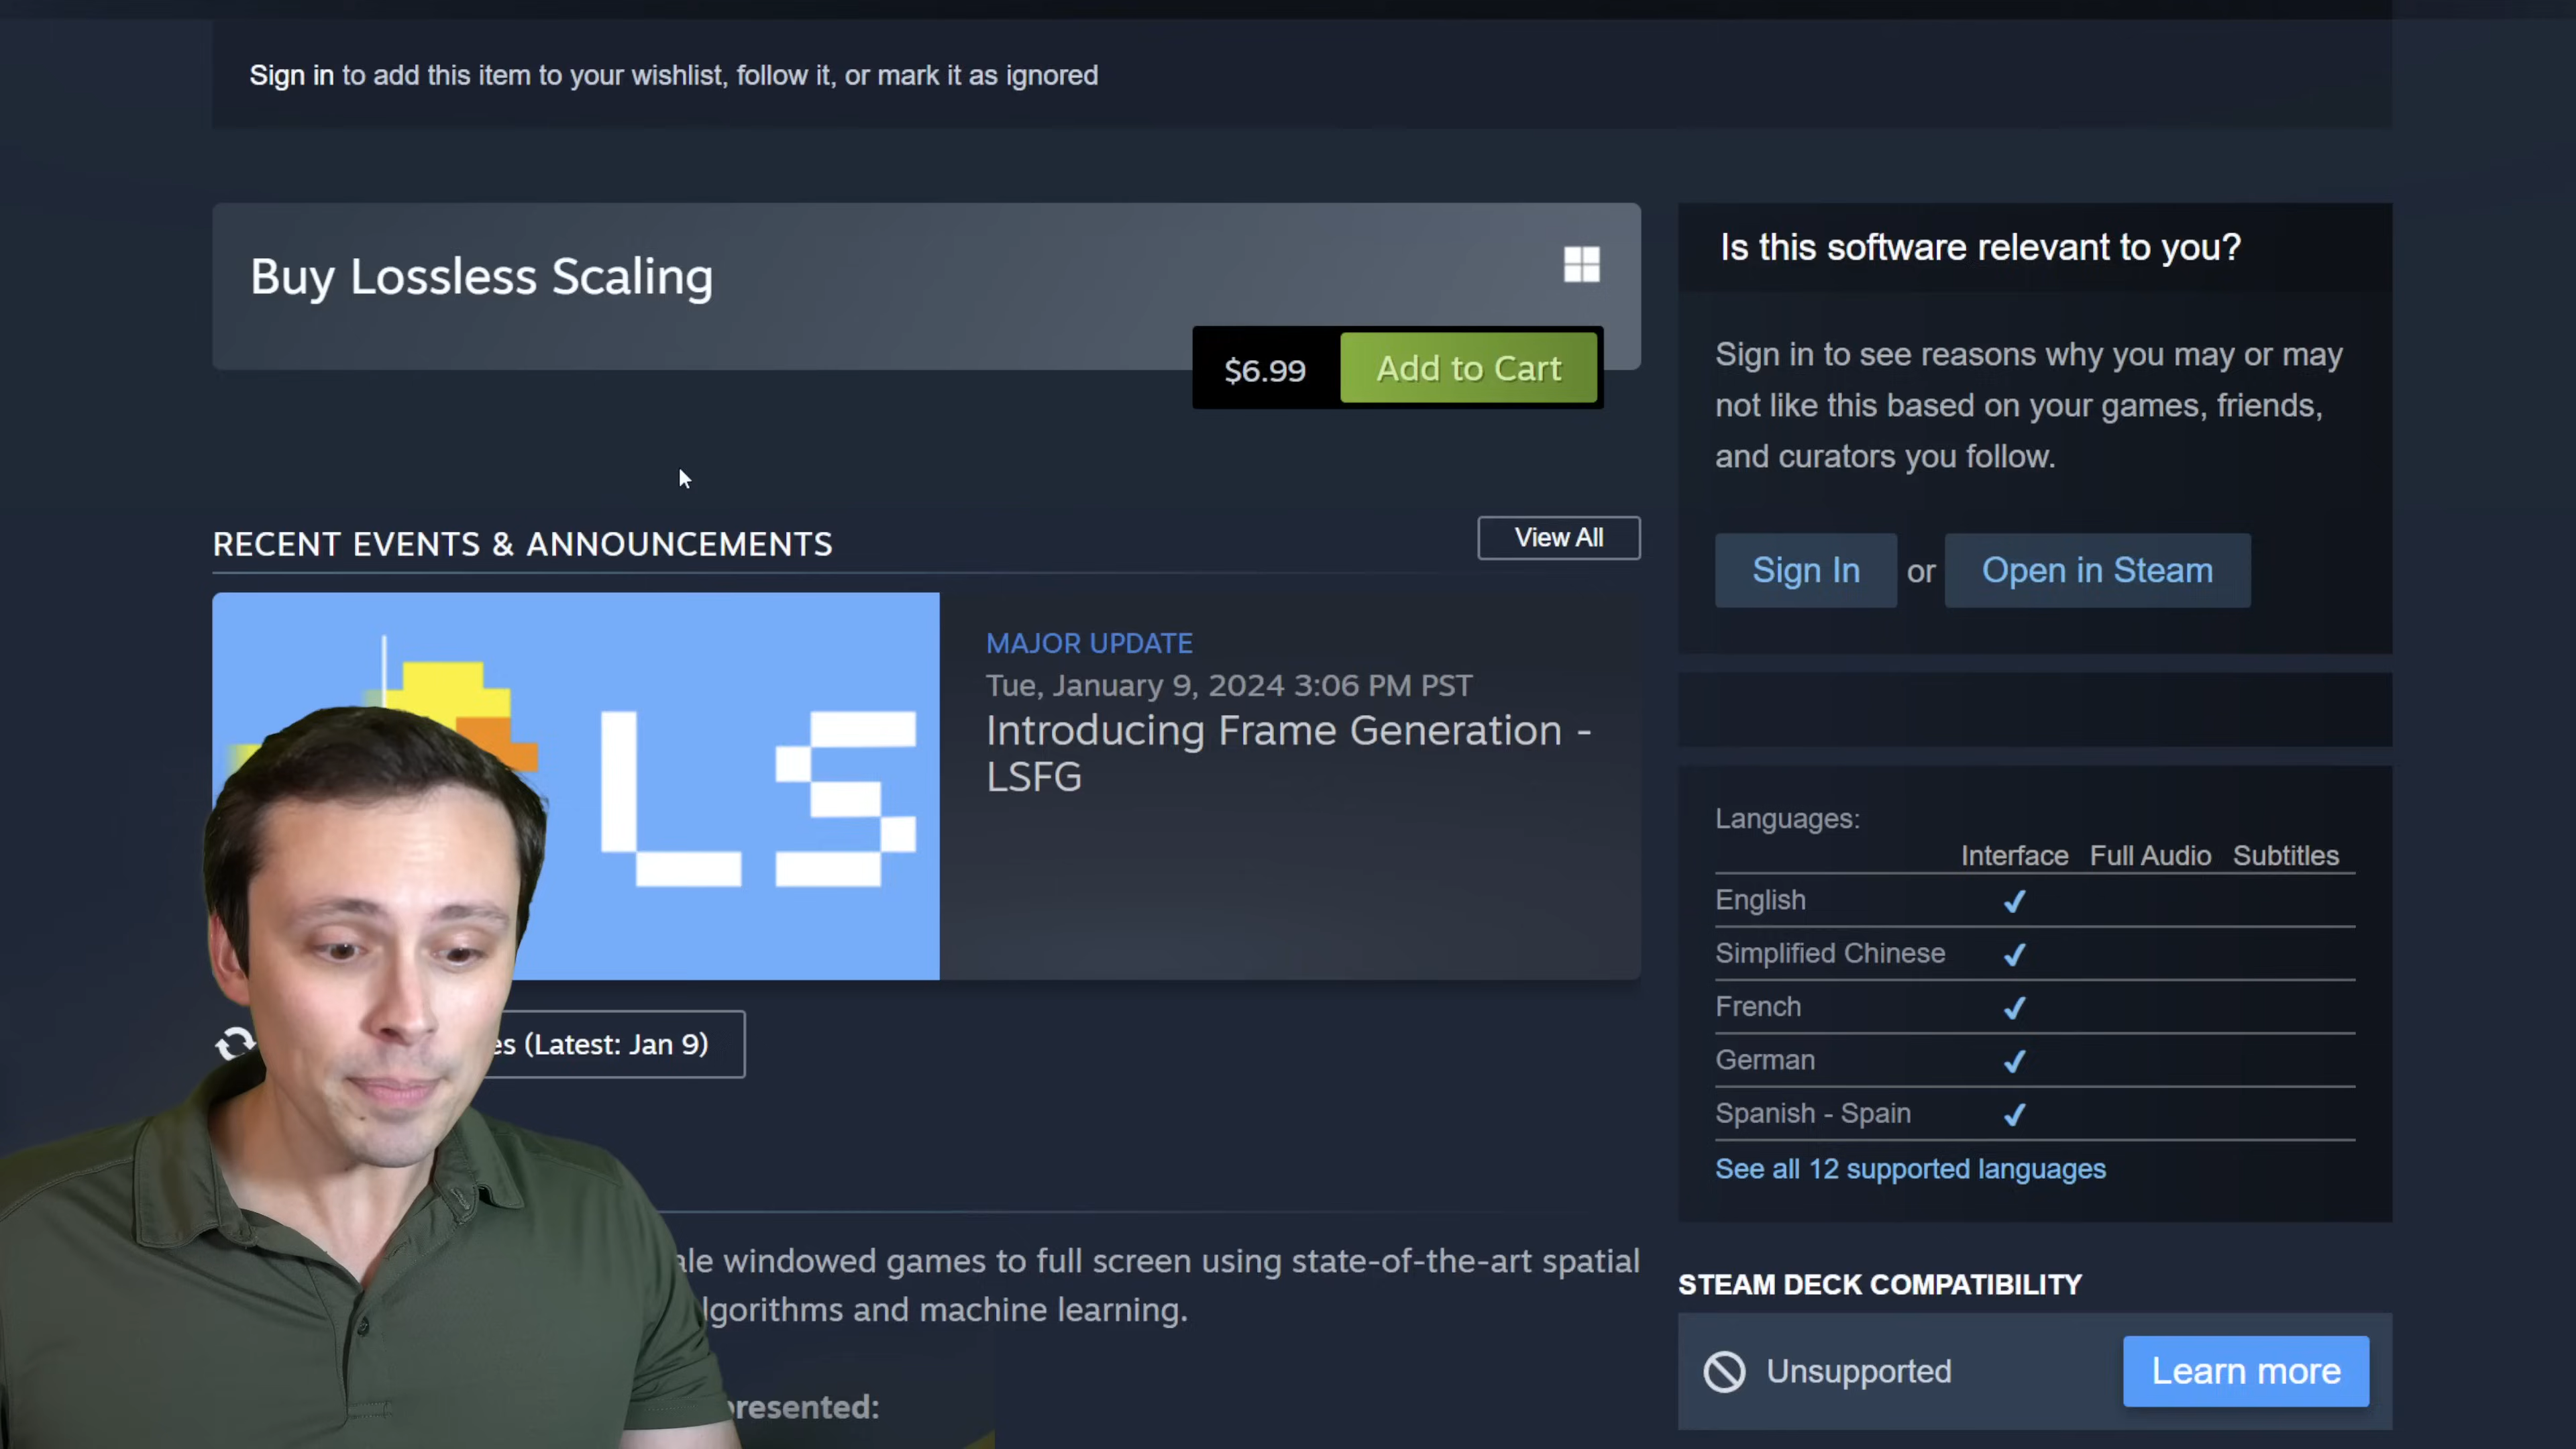 Sign in to add this item to your wishlist, follow it, or mark it as ignored
Buy Lossless Scaling
$6.99
Add to Cart
RECENT EVENTS & ANNOUNCEMENTS
View All
LS
MAJOR UPDATE
Tue, January 9, 2024 3:06 PM PST
Introducing Frame Generation -
LSFG
(Latest: Jan 9)
windowed games to full screen using state-of-the-art spatial
and machine learning.
Is this software relevant to you?
Sign in to see reasons why you may or may
not like this based on your games, friends,
and curators you follow.
Sign In or Open in Steam
Languages:
Interface Full Audio Subtitles
English ✔
Simplified Chinese ✔
French ✔
German ✔
Spanish - Spain ✔
See all 12 supported languages
STEAM DECK COMPATIBILITY
Unsupported
Learn more